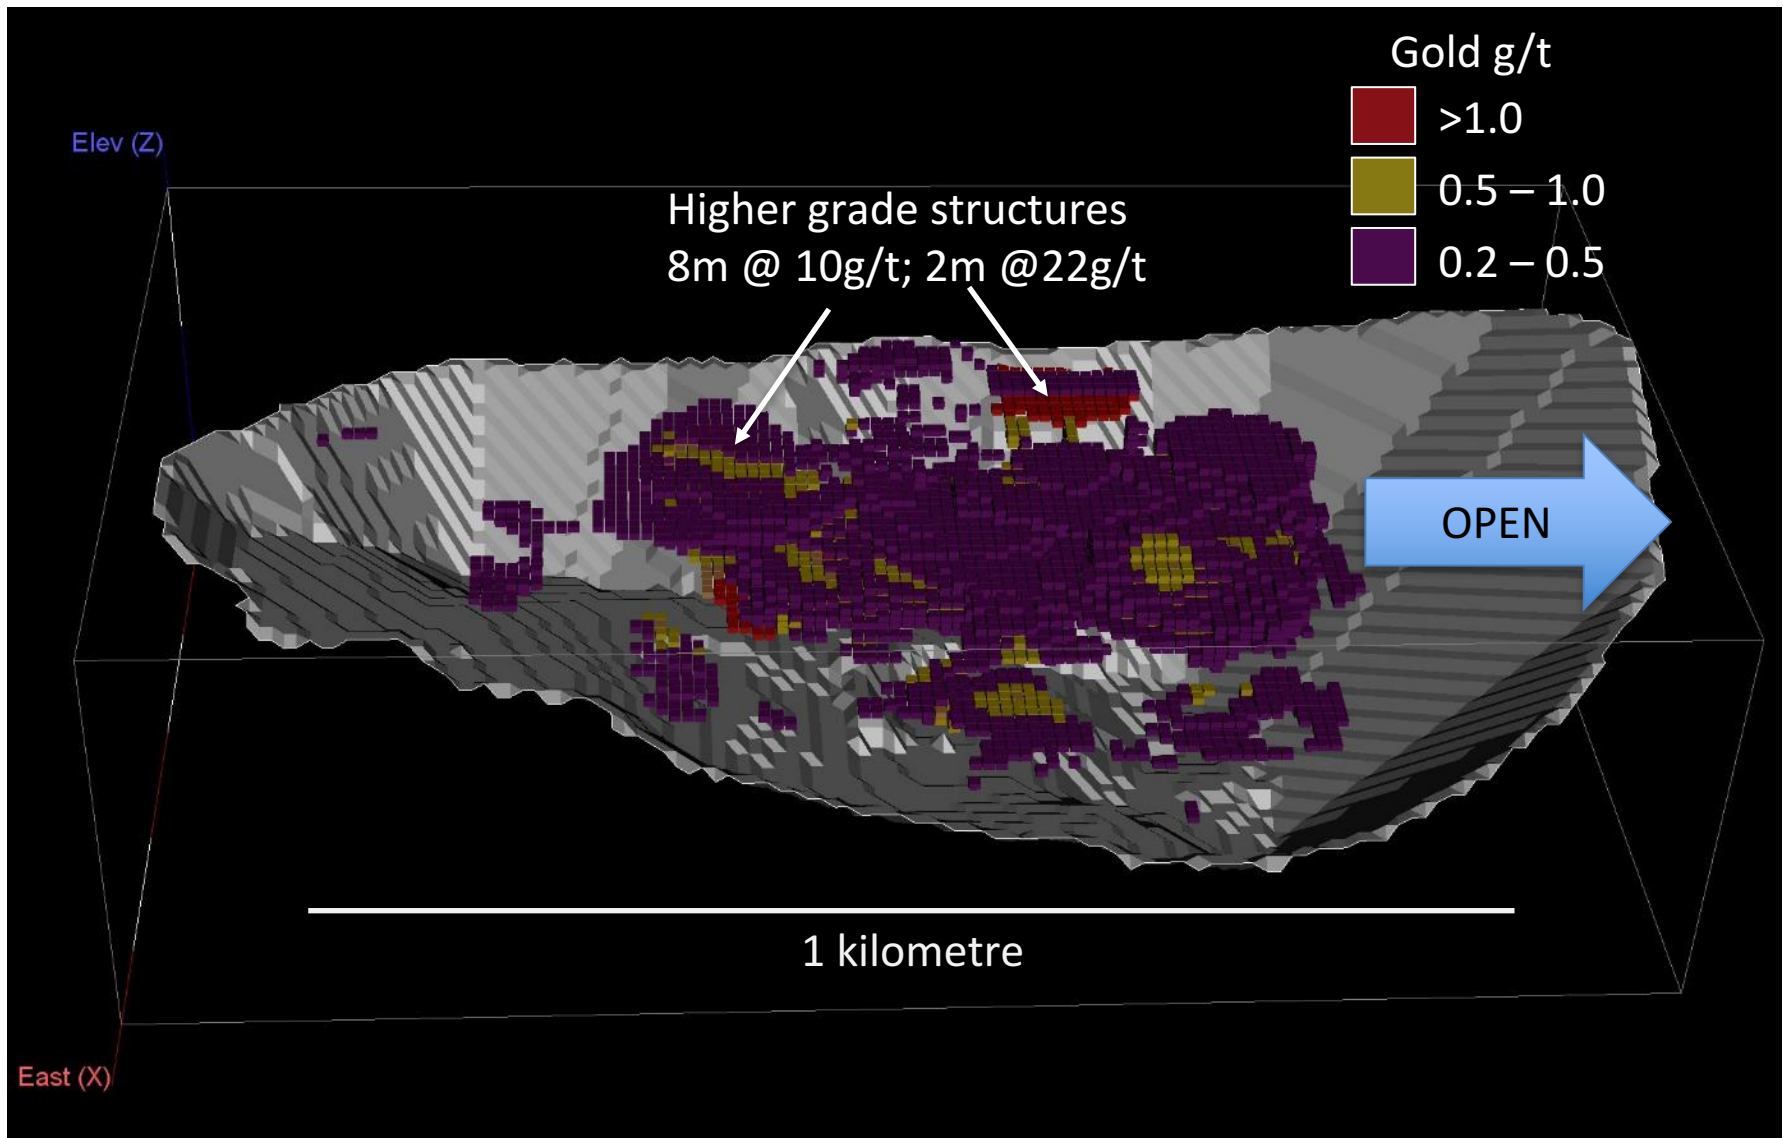 Gold g/t
>1.0
0.5 – 1.0
0.2 – 0.5
Elev (Z)
Higher grade structures
8m @ 10g/t; 2m @22g/t
OPEN
1 kilometre
East (X)